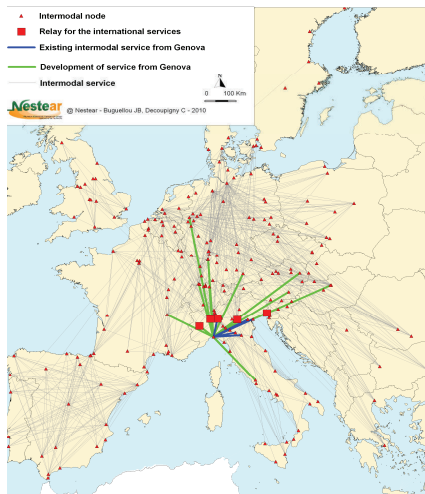 Intermodal node
Relay for the international services
Existing intermodal service from Genova
Development of service from Genova
Intermodal service
N
0 100 Km
Nestear
@ Nestear - Buguellou JB, Decoupigny C - 2010